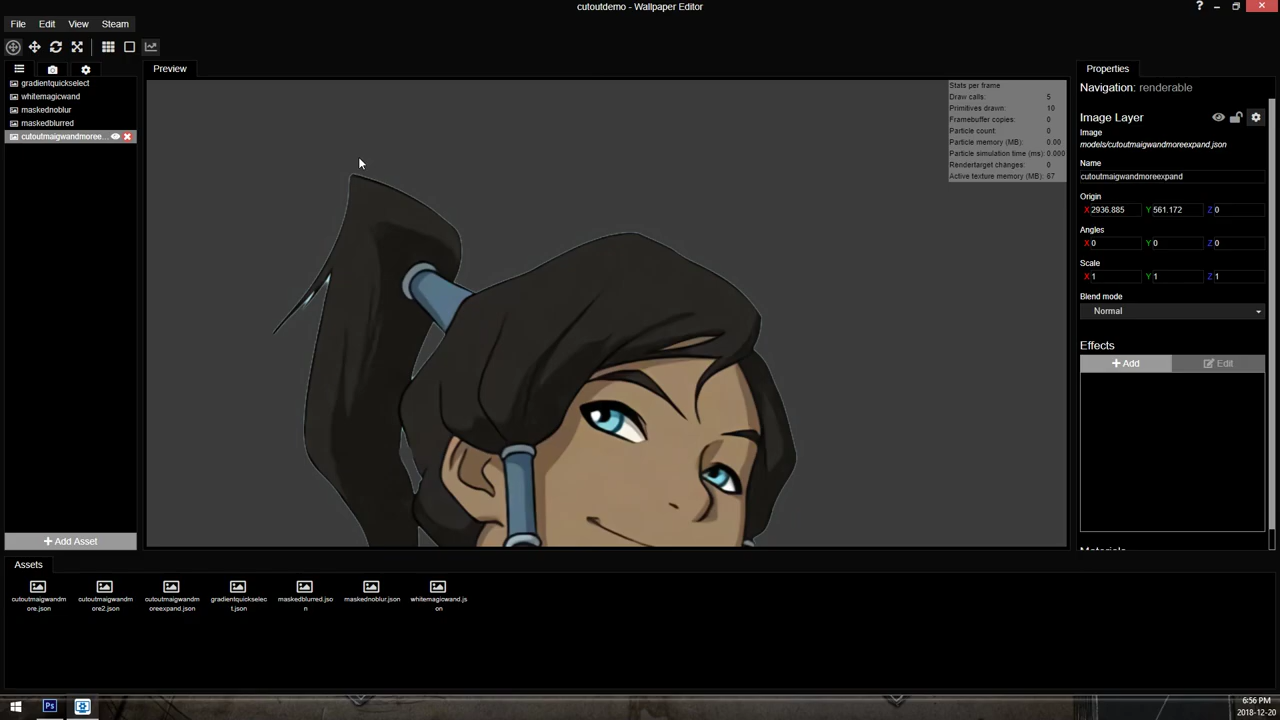 cutoutdemo - Wallpaper Editor
File Edit View Steam
Preview
Properties
gradientquickselect
whitemagicwand
maskednoblur
maskedblurred
cutoutmaigwandmoree...
Add Asset
Stats per frame
Draw calls: 5
Primitives drawn: 10
Framebuffer copies: 0
Particle count: 0
Particle memory (MB): 0.00
Particle simulation time (ms): 0.000
Rendertarget changes: 0
Active texture memory (MB): 67
Navigation: renderable
Image Layer
Image
models/cutoutmaigwandmoreexpand.json
Name
cutoutmaigwandmoreexpand
Origin
X 2936.885 Y 561.172 Z 0
Angles
X 0 Y 0 Z 0
Scale
X 1 Y 1 Z 1
Blend mode
Normal
Effects
Add Edit
Assets
cutoutmaigwandm
ore.json
cutoutmaigwandm
ore2.json
cutoutmaigwandm
oreexpand.json
gradientquickselec
t.json
maskedblurred.jso
n
maskednoblur.json
whitemagicwand.js
on
Ps
6:56 PM
2018-12-20